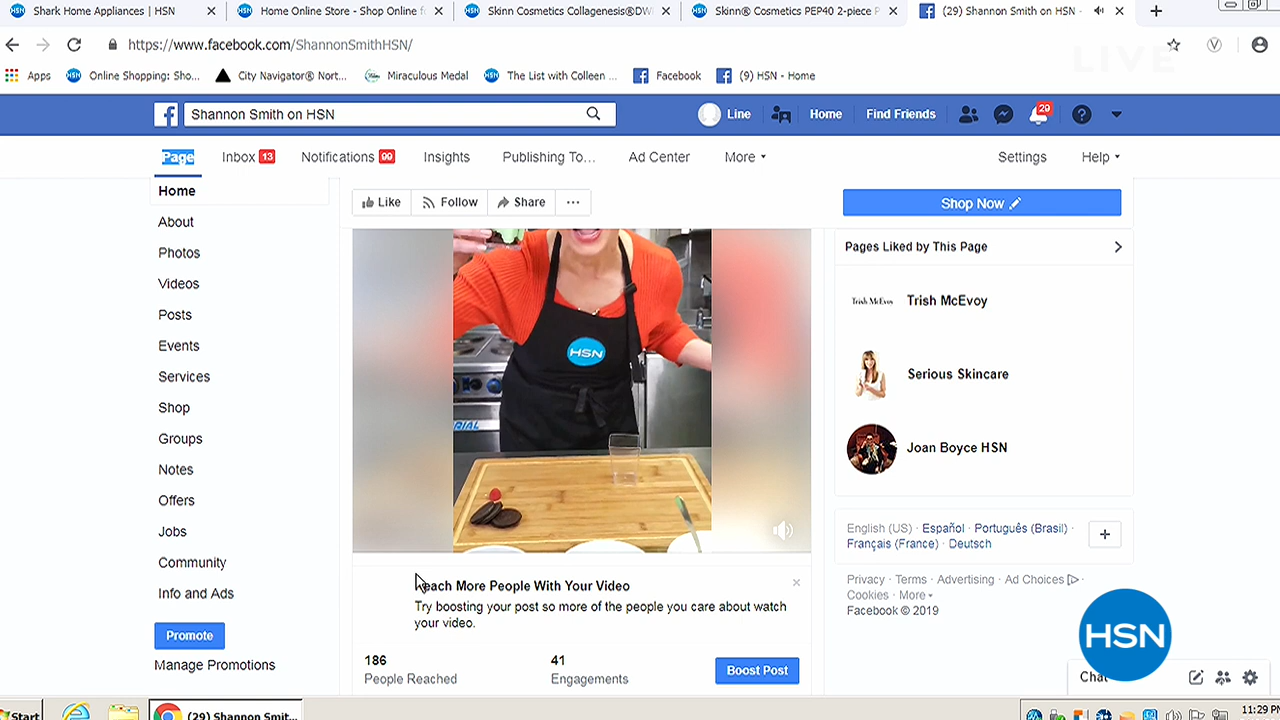 Shark Home Appliances | HSN
Home Online Store - Shop Online f
Skinn Cosmetics Collagenesis®DW
Skinn® Cosmetics PEP40 2-piece P
(29) Shannon Smith on HSN -
https://www.facebook.com/ShannonSmithHSN/
LIVE
Apps
Online Shopping: Sho...
City Navigator® Nort...
Miraculous Medal
The List with Colleen ...
Facebook
(9) HSN - Home
Shannon Smith on HSN
Line
Home
Find Friends
29
Page
Inbox 13
Notifications 99
Insights
Publishing To...
Ad Center
More
Settings
Help
Home
About
Photos
Videos
Posts
Events
Services
Shop
Groups
Notes
Offers
Jobs
Community
Info and Ads
Promote
Manage Promotions
Like
Follow
Share
...
Shop Now
HSN
Reach More People With Your Video
Try boosting your post so more of the people you care about watch
your video.
186
People Reached
41
Engagements
Boost Post
Pages Liked by This Page
Trish McEvoy
Trish McEvoy
Serious Skincare
Joan Boyce HSN
English (US) · Español · Português (Brasil) ·
Français (France) · Deutsch
Privacy · Terms · Advertising · Ad Choices ·
Cookies · More
Facebook © 2019
HSN
Chat
Start
(29) Shannon Smit...
11:29 PM